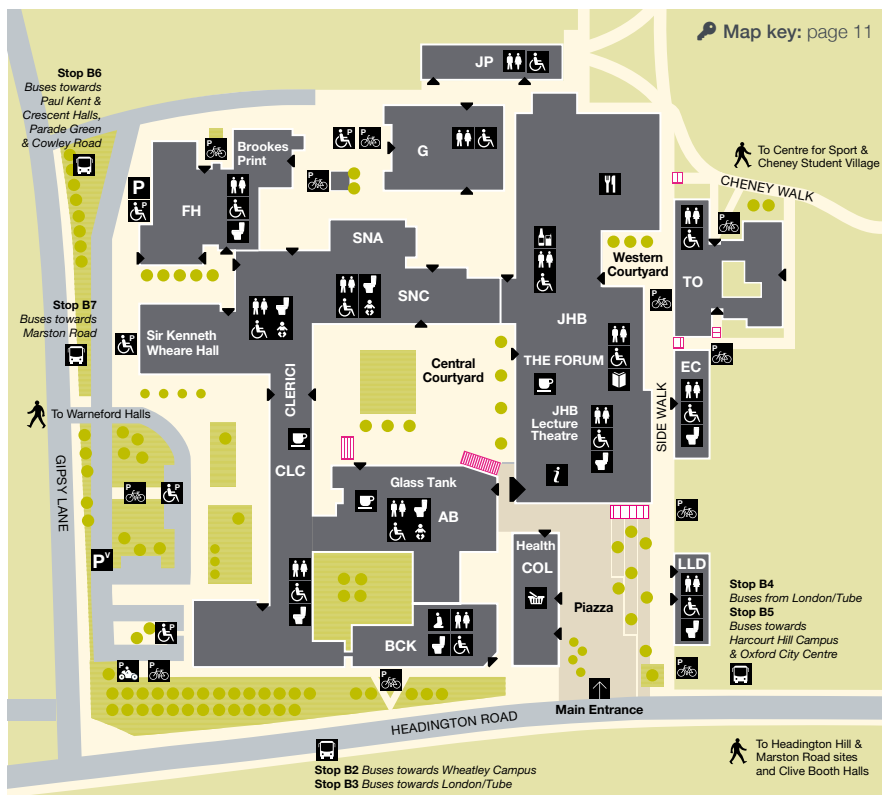 Map key: page 11
JP
Stop B6
Buses towards
Paul Kent &
Crescent Halls,
Parade Green
& Cowley Road
P
P
P
Brookes
Print
G
P
To Centre for Sport &
Cheney Student Village
CHENEY WALK
P
P
P
FH
P
SNA
Western
Courtyard
TO
SNC
P
Stop B7
Buses towards
Marston Road
JHB
Sir Kenneth
Wheare Hall
P
Central
Courtyard
THE FORUM
P
EC
CLERICI
SIDE WALK
To Warneford Halls
JHB
Lecture
Theatre
CLC
GIPSY LANE
Glass Tank
i
P
P
AB
P
Health
COL
LLD
PV
Stop B4
Buses from London/Tube
Stop B5
Buses towards
Harcourt Hill Campus
& Oxford City Centre
Piazza
P
BCK
P
P
P
P
Main Entrance
HEADINGTON ROAD
To Headington Hill &
Marston Road sites
and Clive Booth Halls
Stop B2 Buses towards Wheatley Campus
Stop B3 Buses towards London/Tube